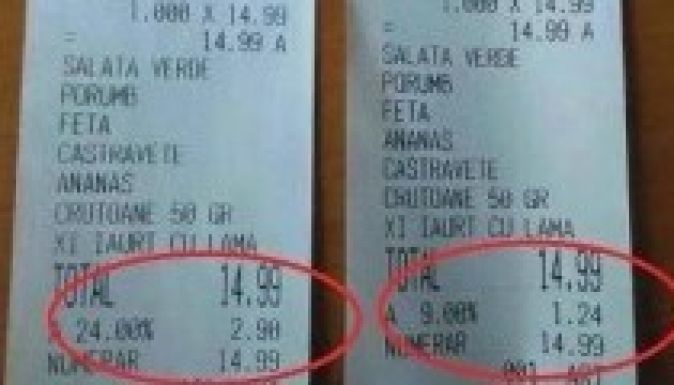 1.000 X 14.99
= 14.99 A
SALATA VERDE
PORUMB
FETA
CASTRAVETE
ANANAS
CRUTOANE 50 GR
XI IAURT CU LAMA
TOTAL 14.99
A 24.00% 2.90
NUMERAR 14.99
1.000 X 14.99
= 14.99 A
SALATA VERDE
PORUMB
FETA
ANANAS
CASTRAVETE
CRUTOANE 50 GR
XI IAURT CU LAMA
TOTAL 14.99
A 9.00% 1.24
NUMERAR 14.99
001 ART